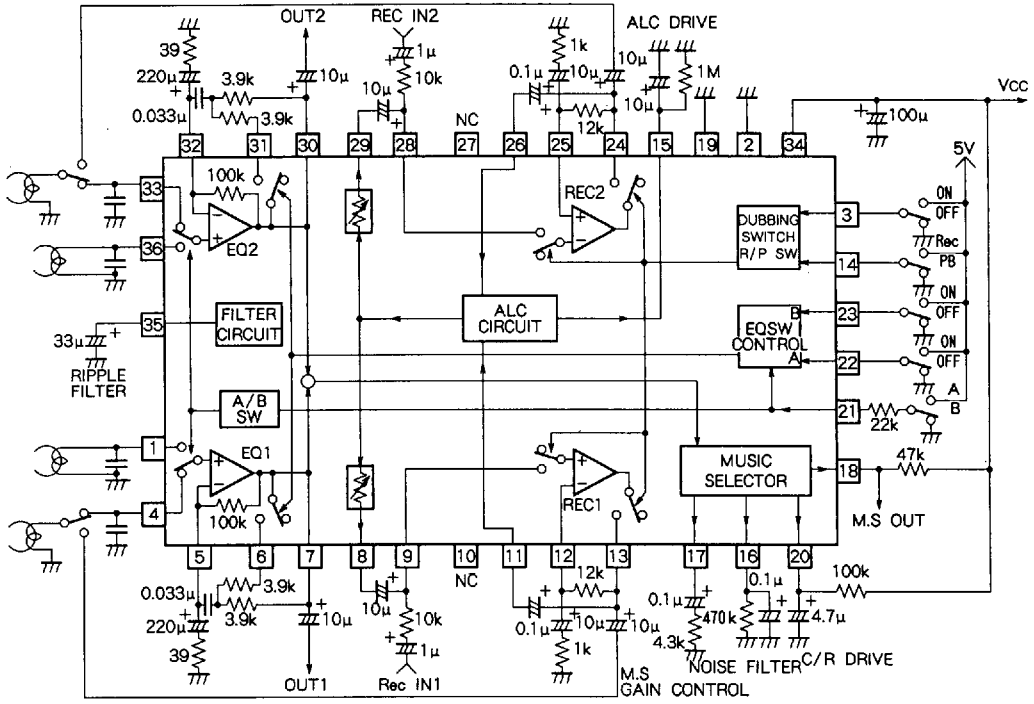 OUT2
REC IN2
ALC DRIVE
39
220μ
3.9k
3.9k
0.033μ
10μ
1μ
10k
10μ
1k
0.1μ
10μ
10μ
12k
10μ
1M
Vcc
100μ
5V
NC
32
31
30
29
28
27
26
25
24
15
19
2
34
33
36
35
1
4
100k
EQ2
REC2
DUBBING
SWITCH
R/P SW
3
14
23
22
21
18
ON
OFF
Rec
PB
ON
OFF
ON
OFF
A
B
FILTER
CIRCUIT
33μ
RIPPLE
FILTER
ALC
CIRCUIT
B
EQSW
CONTROL
A
A/B
SW
22k
EQ1
100k
REC1
MUSIC
SELECTOR
47k
M.S OUT
5
6
7
8
9
10
11
12
13
17
16
20
NC
0.033μ
3.9k
3.9k
220μ
39
10μ
10μ
10k
1μ
12k
0.1μ
10μ
10μ
1k
0.1μ
4.3k
470k
0.1μ
4.7μ
100k
OUT1
Rec IN1
M.S
GAIN CONTROL
NOISE FILTER
C/R DRIVE